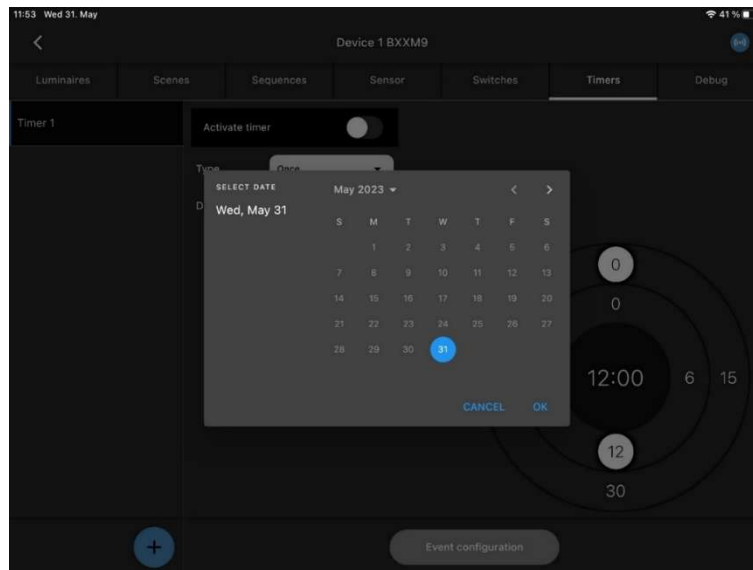 11:53 Wed 31. May
41 %
Device 1 BXXM9
Luminaires Scenes Sequences Sensor Switches Timers Debug
Timer 1
Activate timer
Type Once
D
SELECT DATE
Wed, May 31
May 2023
S M T W T F S
1 2 3 4 5 6
7 8 9 10 11 12 13
14 15 16 17 18 19 20
21 22 23 24 25 26 27
28 29 30 31
CANCEL OK
0
0
12:00 6 15
12
30
+
Event configuration